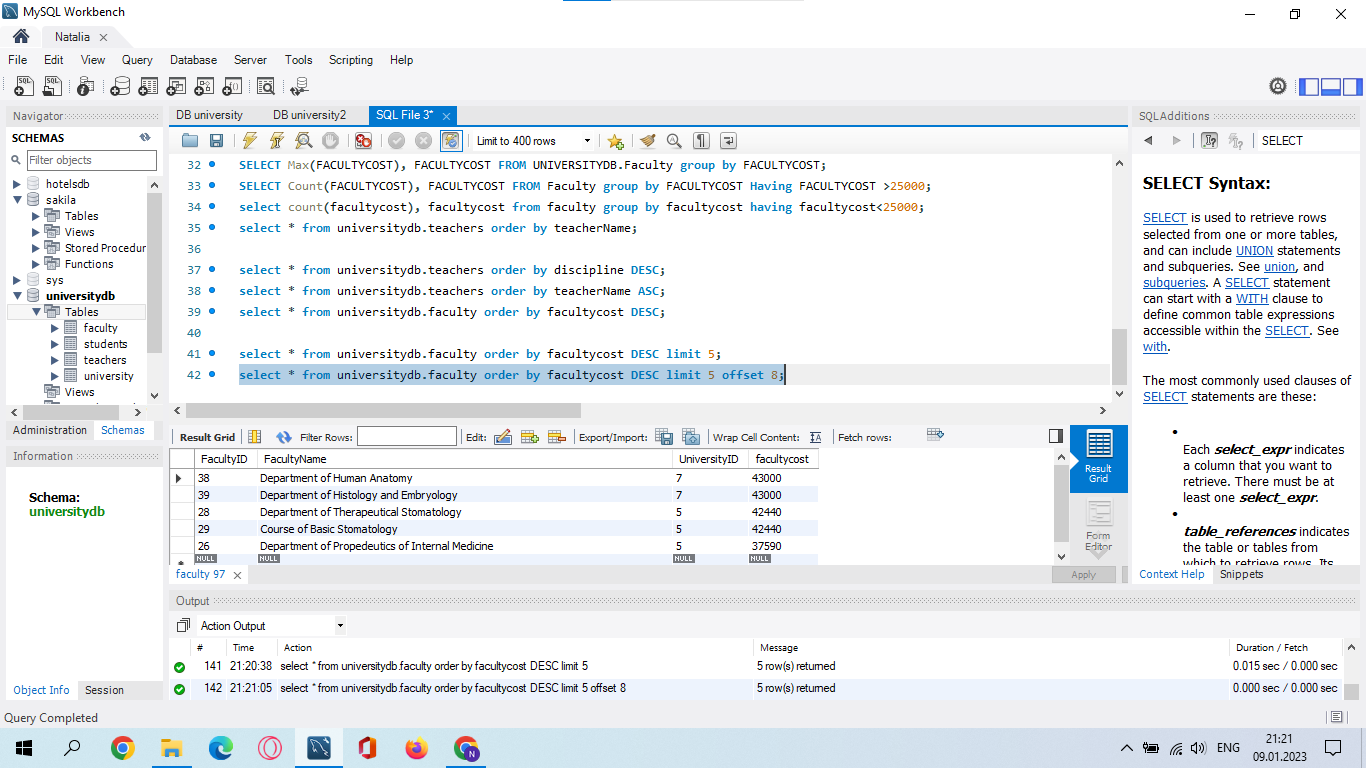 MySQL Workbench
Natalia
File Edit View Query Database Server Tools Scripting Help
Navigator
SCHEMAS
Filter objects
hotelsdb
sakila
Tables
Views
Stored Procedur
Functions
sys
universitydb
Tables
faculty
students
teachers
university
Views
Administration Schemas
Information
Schema:
universitydb
Object Info Session
DB university DB university2 SQL File 3*
Limit to 400 rows
32 SELECT Max(FACULTYCOST), FACULTYCOST FROM UNIVERSITYDB.Faculty group by FACULTYCOST;
33 SELECT Count(FACULTYCOST), FACULTYCOST FROM Faculty group by FACULTYCOST Having FACULTYCOST >25000;
34 select count(facultycost), facultycost from faculty group by facultycost having facultycost<25000;
35 select * from universitydb.teachers order by teacherName;
36
37 select * from universitydb.teachers order by discipline DESC;
38 select * from universitydb.teachers order by teacherName ASC;
39 select * from universitydb.faculty order by facultycost DESC;
40
41 select * from universitydb.faculty order by facultycost DESC limit 5;
42 select * from universitydb.faculty order by facultycost DESC limit 5 offset 8;
Result Grid Filter Rows: Edit: Export/Import: Wrap Cell Content: Fetch rows:
FacultyID FacultyName UniversityID facultycost
38 Department of Human Anatomy 7 43000
39 Department of Histology and Embryology 7 43000
28 Department of Therapeutical Stomatology 5 42440
29 Course of Basic Stomatology 5 42440
26 Department of Propedeutics of Internal Medicine 5 37590
NULL NULL NULL NULL
Result
Grid
Form
Editor
faculty 97
Apply
SQLAdditions
SELECT
SELECT Syntax:
SELECT is used to retrieve rows
selected from one or more tables,
and can include UNION statements
and subqueries. See union, and
subqueries. A SELECT statement
can start with a WITH clause to
define common table expressions
accessible within the SELECT. See
with.
The most commonly used clauses of
SELECT statements are these:
Each select_expr indicates
a column that you want to
retrieve. There must be at
least one select_expr.
table_references indicates
the table or tables from
which to retrieve rows. Its
Context Help Snippets
Output
Action Output
# Time Action Message Duration / Fetch
141 21:20:38 select * from universitydb.faculty order by facultycost DESC limit 5 5 row(s) returned 0.015 sec / 0.000 sec
142 21:21:05 select * from universitydb.faculty order by facultycost DESC limit 5 offset 8 5 row(s) returned 0.000 sec / 0.000 sec
Query Completed
ENG
21:21
09.01.2023